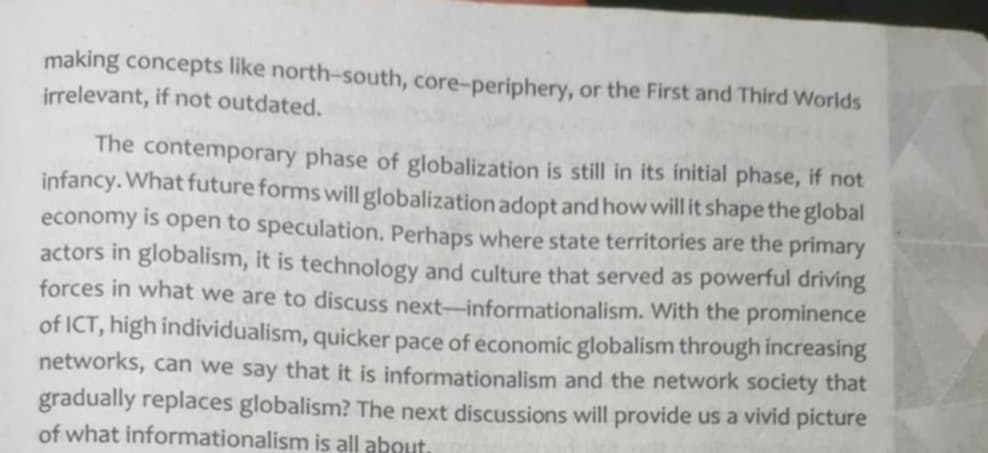 making concepts like north–south, core–periphery, or the First and Third Worlds
irrelevant, if not outdated.
The contemporary phase of globalization is still in its initial phase, if not
infancy. What future forms will globalization adopt and how will it shape the global
economy is open to speculation. Perhaps where state territories are the primary
actors in globalism, it is technology and culture that served as powerful driving
forces in what we are to discuss next—informationalism. With the prominence
of ICT, high individualism, quicker pace of economic globalism through increasing
networks, can we say that it is informationalism and the network society that
gradually replaces globalism? The next discussions will provide us a vivid picture
of what informationalism is all about.